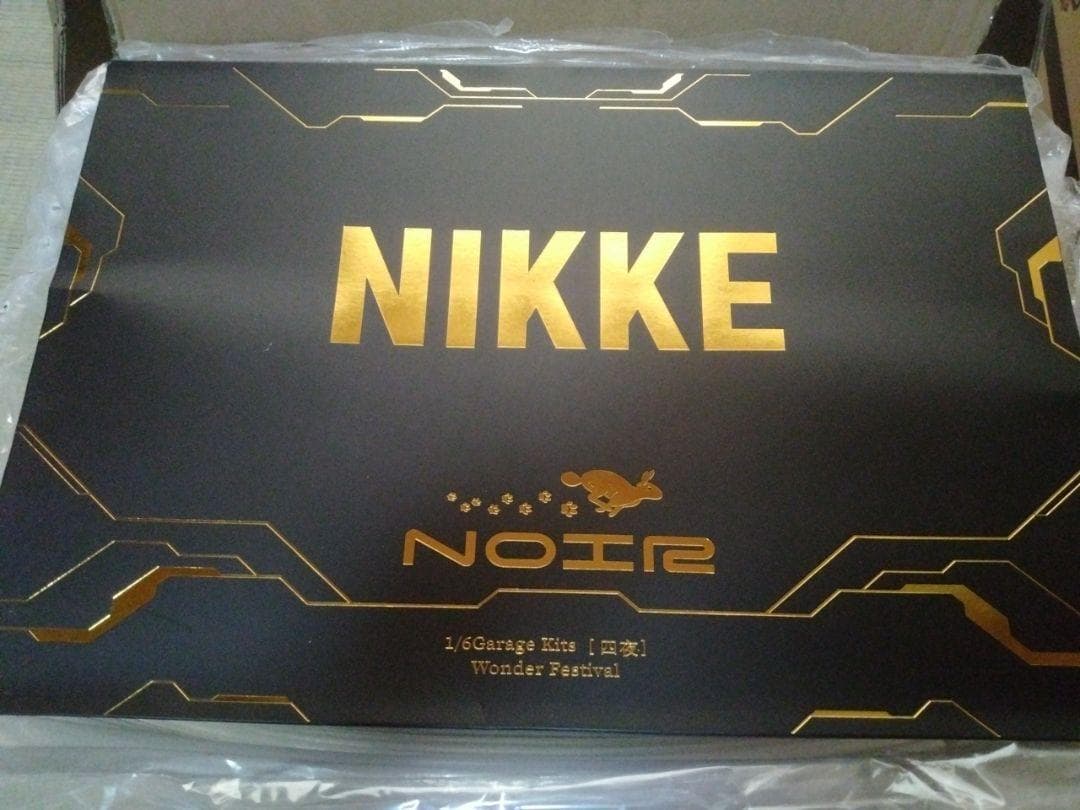 NIKKE
NOIR
1/6Garage Kits [四夜]
Wonder Festival